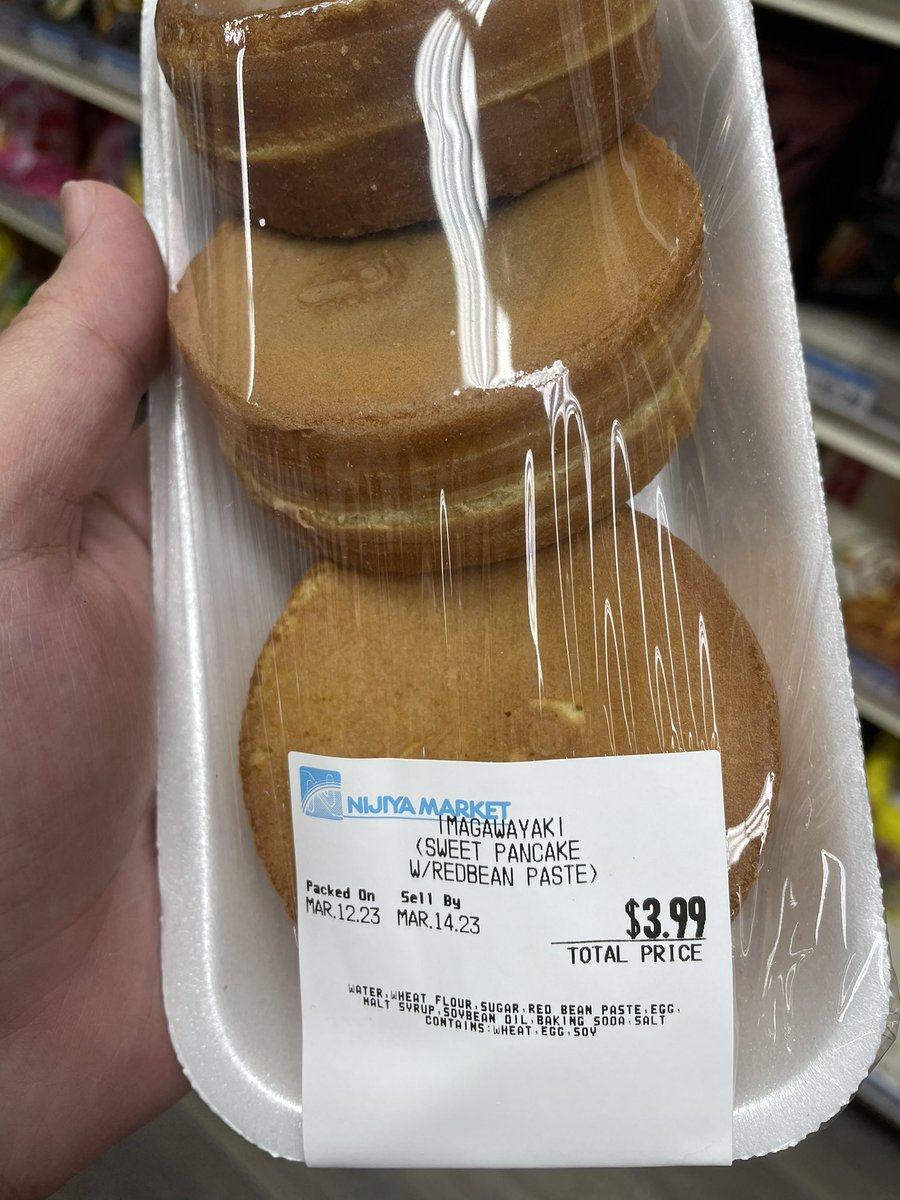 NIJIYA MARKET
IMAGAWAYAKI
(SWEET PANCAKE
W/REDBEAN PASTE)
Packed On Sell By
MAR.12.23 MAR.14.23
$3.99
TOTAL PRICE
WATER,WHEAT FLOUR,SUGAR,RED BEAN PASTE,EGG,
MALT SYRUP,SOYBEAN OIL,BAKING SODA,SALT
CONTAINS:WHEAT,EGG,SOY